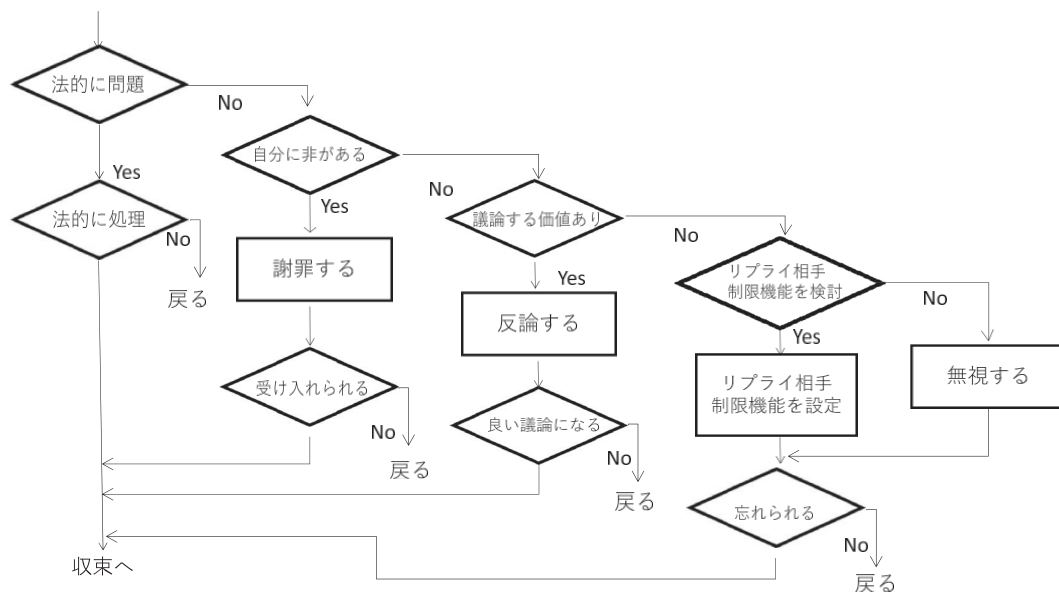 法的に問題
No
Yes
法的に処理
No
戻る
自分に非がある
No
Yes
謝罪する
受け入れられる
No
戻る
議論する価値あり
No
Yes
反論する
良い議論になる
No
戻る
リプライ相手
制限機能を検討
No
Yes
リプライ相手
制限機能を設定
無視する
忘れられる
No
戻る
収束へ